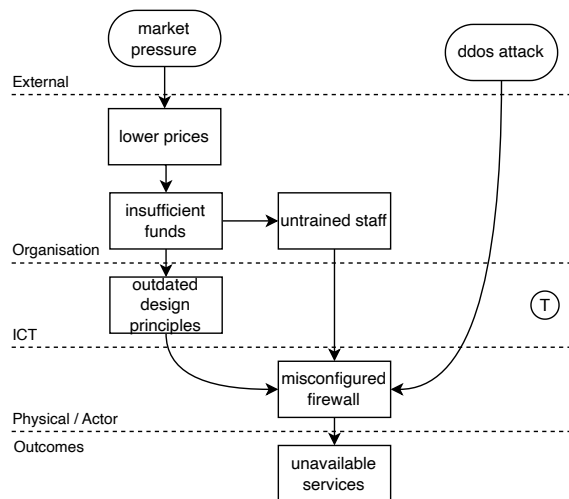 market
pressure
ddos attack
External
lower prices
insufficient
funds
untrained staff
Organisation
outdated
design
principles
T
ICT
misconfigured
firewall
Physical / Actor
Outcomes
unavailable
services